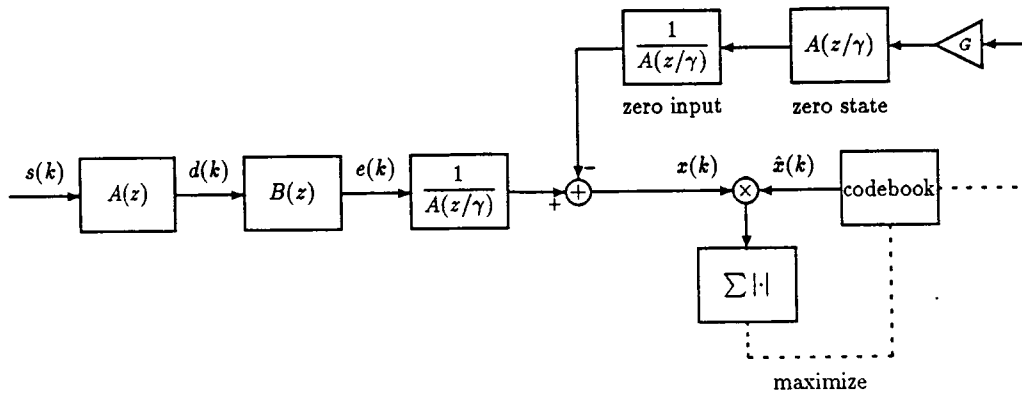 1
A(z/γ)
A(z/γ)
G
zero input
zero state
s(k)
A(z)
d(k)
B(z)
e(k)
1
A(z/γ)
+
+
-
x(k)
×
x̂(k)
codebook
∑ |·|
maximize